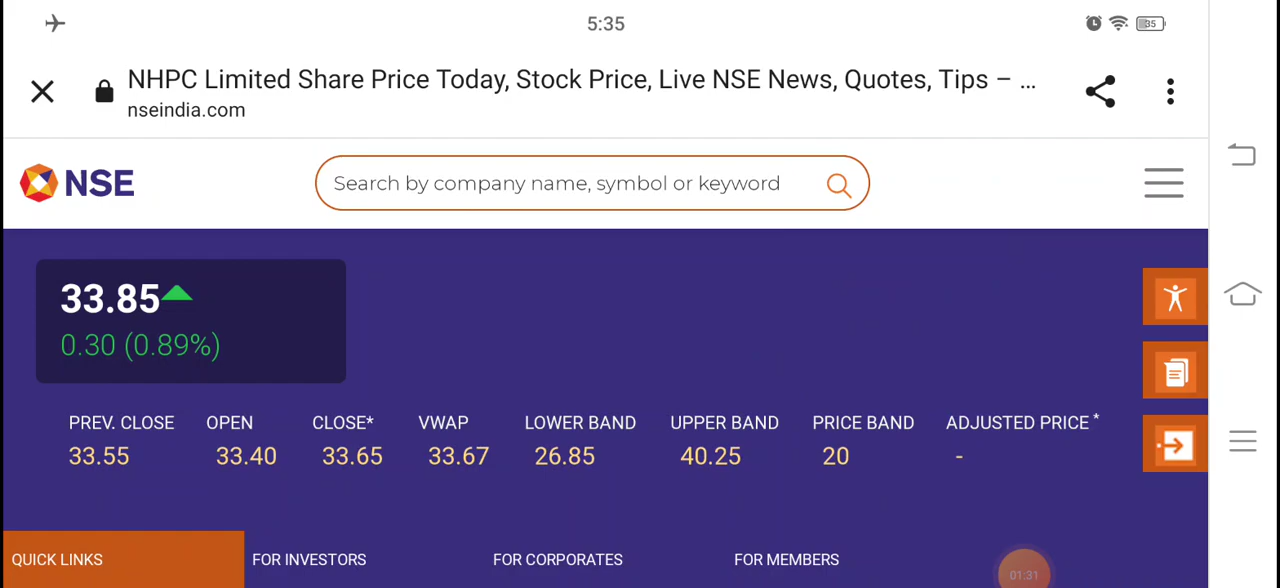 5:35
35
NHPC Limited Share Price Today, Stock Price, Live NSE News, Quotes, Tips – ...
nseindia.com
NSE
Search by company name, symbol or keyword
33.85
0.30 (0.89%)
PREV. CLOSE OPEN CLOSE* VWAP LOWER BAND UPPER BAND PRICE BAND ADJUSTED PRICE *
33.55 33.40 33.65 33.67 26.85 40.25 20 -
QUICK LINKS FOR INVESTORS FOR CORPORATES FOR MEMBERS
01:31